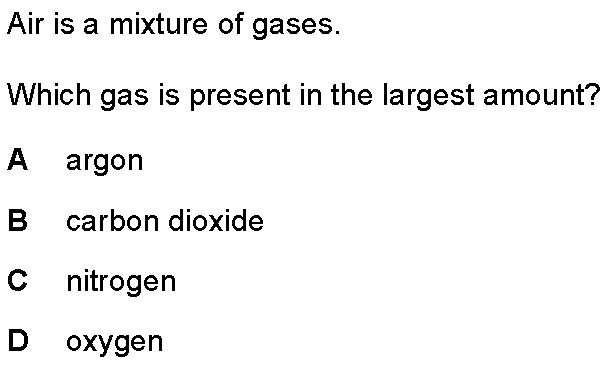 Air is a mixture of gases.
Which gas is present in the largest amount?
A argon
B carbon dioxide
C nitrogen
D oxygen